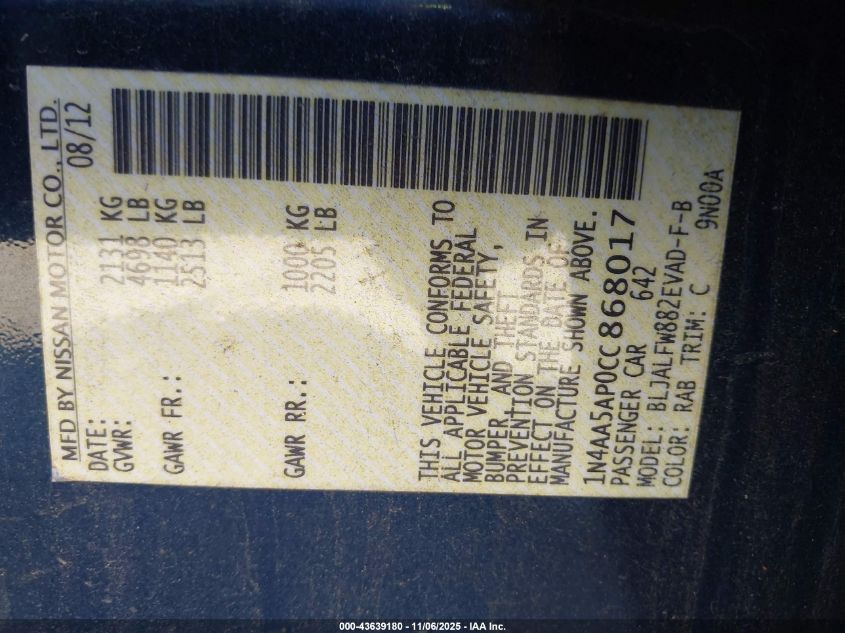 MFD BY NISSAN MOTOR CO., LTD.
DATE: 08/12
GVWR: 2131 KG
4698 LB
GAWR FR.: 1140 KG
2513 LB
GAWR RR.: 1000 KG
2205 LB
THIS VEHICLE CONFORMS TO
ALL APPLICABLE FEDERAL
MOTOR VEHICLE SAFETY,
BUMPER, AND THEFT
PREVENTION STANDARDS IN
EFFECT ON THE DATE OF
MANUFACTURE SHOWN ABOVE.
1N4AA5AP0CC868017
PASSENGER CAR 642
MODEL: BLJALFW882EVAD-F-B
COLOR: RAB TRIM: C 9N00A
000-43639180 - 11/06/2025 - IAA Inc.